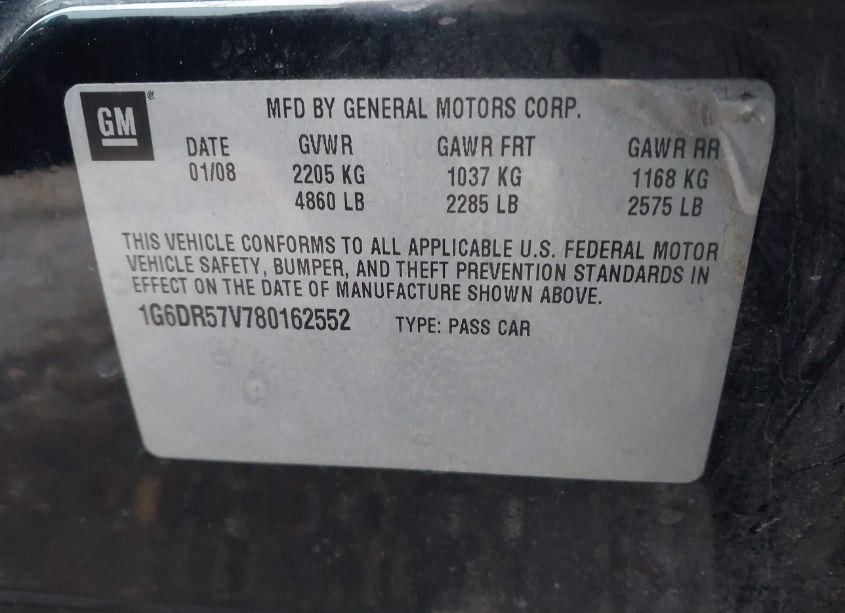 GM ®
MFD BY GENERAL MOTORS CORP.
DATE GVWR GAWR FRT GAWR RR
01/08 2205 KG 1037 KG 1168 KG
4860 LB 2285 LB 2575 LB
THIS VEHICLE CONFORMS TO ALL APPLICABLE U.S. FEDERAL MOTOR
VEHICLE SAFETY, BUMPER, AND THEFT PREVENTION STANDARDS IN
EFFECT ON THE DATE OF MANUFACTURE SHOWN ABOVE.
1G6DR57V780162552 TYPE: PASS CAR